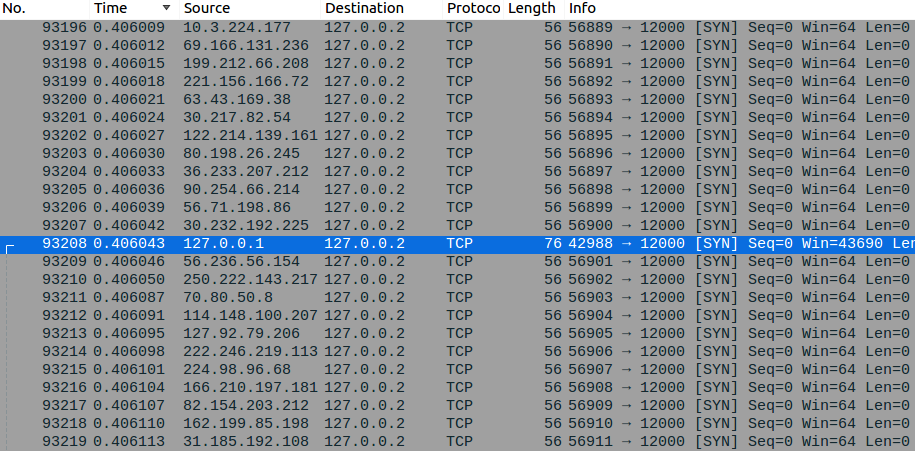 No. Time Source Destination Protoco Length Info
93196 0.406009 10.3.224.177 127.0.0.2 TCP 56 56889 → 12000 [SYN] Seq=0 Win=64 Len=0
93197 0.406012 69.166.131.236 127.0.0.2 TCP 56 56890 → 12000 [SYN] Seq=0 Win=64 Len=0
93198 0.406015 199.212.66.208 127.0.0.2 TCP 56 56891 → 12000 [SYN] Seq=0 Win=64 Len=0
93199 0.406018 221.156.166.72 127.0.0.2 TCP 56 56892 → 12000 [SYN] Seq=0 Win=64 Len=0
93200 0.406021 63.43.169.38 127.0.0.2 TCP 56 56893 → 12000 [SYN] Seq=0 Win=64 Len=0
93201 0.406024 30.217.82.54 127.0.0.2 TCP 56 56894 → 12000 [SYN] Seq=0 Win=64 Len=0
93202 0.406027 122.214.139.161 127.0.0.2 TCP 56 56895 → 12000 [SYN] Seq=0 Win=64 Len=0
93203 0.406030 80.198.26.245 127.0.0.2 TCP 56 56896 → 12000 [SYN] Seq=0 Win=64 Len=0
93204 0.406033 36.233.207.212 127.0.0.2 TCP 56 56897 → 12000 [SYN] Seq=0 Win=64 Len=0
93205 0.406036 90.254.66.214 127.0.0.2 TCP 56 56898 → 12000 [SYN] Seq=0 Win=64 Len=0
93206 0.406039 56.71.198.86 127.0.0.2 TCP 56 56899 → 12000 [SYN] Seq=0 Win=64 Len=0
93207 0.406042 30.232.192.225 127.0.0.2 TCP 56 56900 → 12000 [SYN] Seq=0 Win=64 Len=0
93208 0.406043 127.0.0.1 127.0.0.2 TCP 76 42988 → 12000 [SYN] Seq=0 Win=43690 Len
93209 0.406046 56.236.56.154 127.0.0.2 TCP 56 56901 → 12000 [SYN] Seq=0 Win=64 Len=0
93210 0.406050 250.222.143.217 127.0.0.2 TCP 56 56902 → 12000 [SYN] Seq=0 Win=64 Len=0
93211 0.406087 70.80.50.8 127.0.0.2 TCP 56 56903 → 12000 [SYN] Seq=0 Win=64 Len=0
93212 0.406091 114.148.100.207 127.0.0.2 TCP 56 56904 → 12000 [SYN] Seq=0 Win=64 Len=0
93213 0.406095 127.92.79.206 127.0.0.2 TCP 56 56905 → 12000 [SYN] Seq=0 Win=64 Len=0
93214 0.406098 222.246.219.113 127.0.0.2 TCP 56 56906 → 12000 [SYN] Seq=0 Win=64 Len=0
93215 0.406101 224.98.96.68 127.0.0.2 TCP 56 56907 → 12000 [SYN] Seq=0 Win=64 Len=0
93216 0.406104 166.210.197.181 127.0.0.2 TCP 56 56908 → 12000 [SYN] Seq=0 Win=64 Len=0
93217 0.406107 82.154.203.212 127.0.0.2 TCP 56 56909 → 12000 [SYN] Seq=0 Win=64 Len=0
93218 0.406110 162.199.85.198 127.0.0.2 TCP 56 56910 → 12000 [SYN] Seq=0 Win=64 Len=0
93219 0.406113 31.185.192.108 127.0.0.2 TCP 56 56911 → 12000 [SYN] Seq=0 Win=64 Len=0